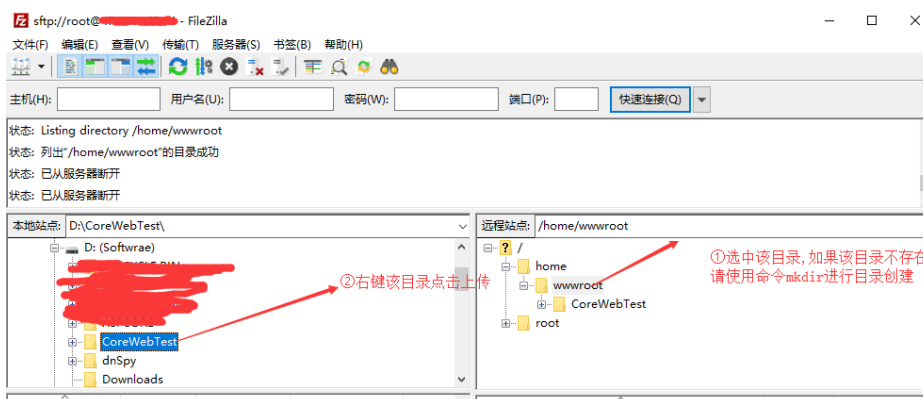 sftp://root@ - FileZilla
文件(F) 编辑(E) 查看(V) 传输(T) 服务器(S) 书签(B) 帮助(H)
主机(H): 用户名(U): 密码(W): 端口(P): 快速连接(Q)
状态: Listing directory /home/wwwroot
状态: 列出"/home/wwwroot"的目录成功
状态: 已从服务器断开
状态: 已从服务器断开
本地站点: D:\CoreWebTest\
D: (Softwrae)
CoreWebTest
dnSpy
Downloads
②右键该目录点击上传
远程站点: /home/wwwroot
/
home
wwwroot
CoreWebTest
root
①选中该目录,如果该目录不存在
请使用命令mkdir进行目录创建